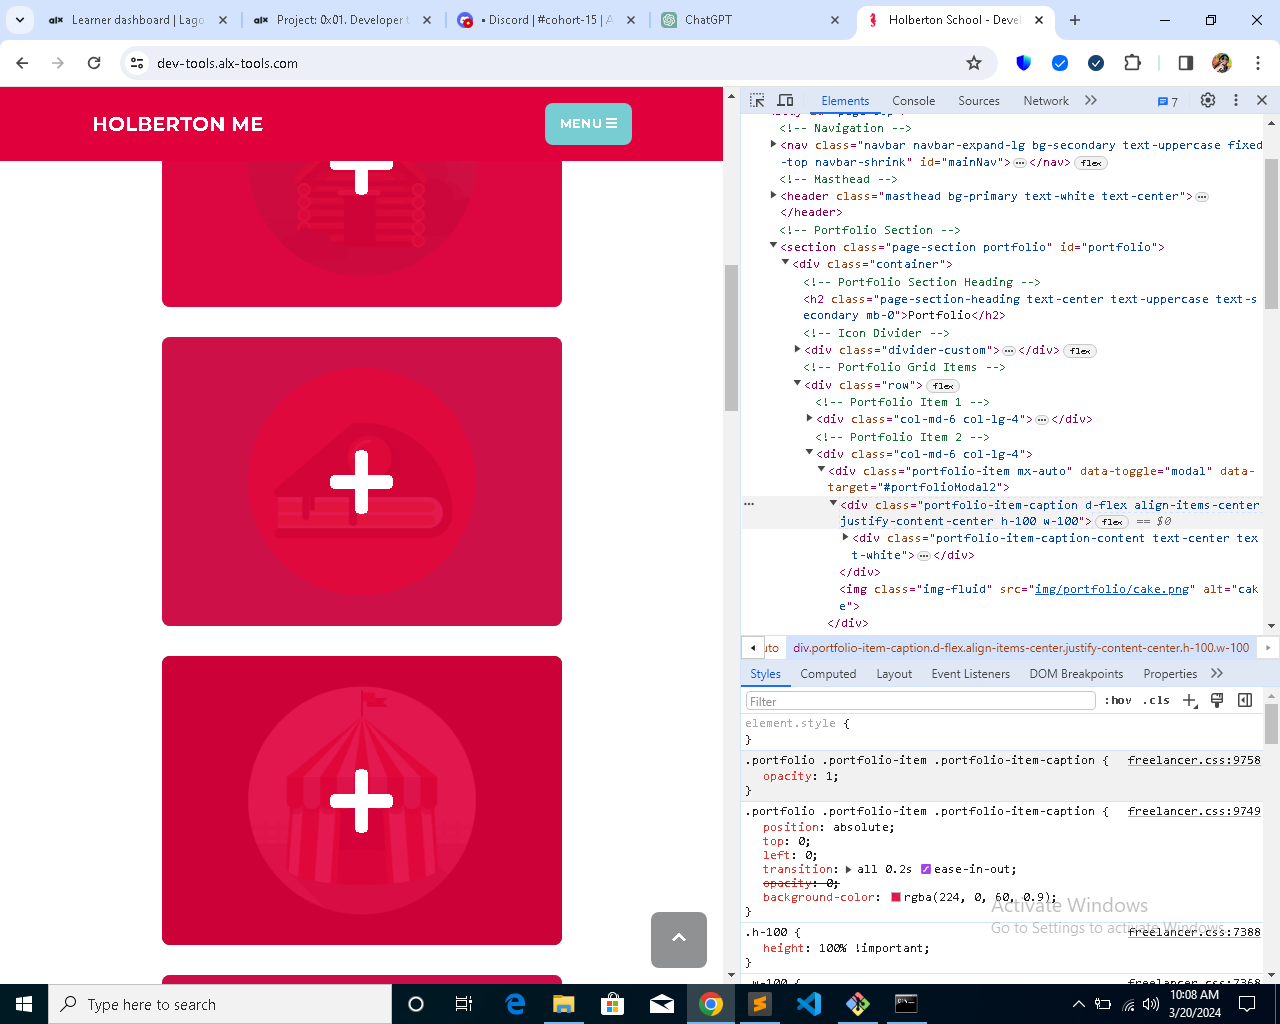 Learner dashboard | Lago
Project: 0x01. Developer t
• Discord | #cohort-15 | A
ChatGPT
Holberton School - Devel
dev-tools.alx-tools.com
HOLBERTON ME
MENU
Elements
Console
Sources
Network
7
<!-- Navigation -->
<nav class="navbar navbar-expand-lg bg-secondary text-uppercase fixed
-top navbar-shrink" id="mainNav"> … </nav> flex
<!-- Masthead -->
<header class="masthead bg-primary text-white text-center"> …
</header>
<!-- Portfolio Section -->
<section class="page-section portfolio" id="portfolio">
<div class="container">
<!-- Portfolio Section Heading -->
<h2 class="page-section-heading text-center text-uppercase text-s
econdary mb-0">Portfolio</h2>
<!-- Icon Divider -->
<div class="divider-custom"> … </div> flex
<!-- Portfolio Grid Items -->
<div class="row"> flex
<!-- Portfolio Item 1 -->
<div class="col-md-6 col-lg-4"> … </div>
<!-- Portfolio Item 2 -->
<div class="col-md-6 col-lg-4">
<div class="portfolio-item mx-auto" data-toggle="modal" data-
target="#portfolioModal2">
… <div class="portfolio-item-caption d-flex align-items-center
justify-content-center h-100 w-100"> flex == $0
<div class="portfolio-item-caption-content text-center tex
t-white"> … </div>
</div>
<img class="img-fluid" src="img/portfolio/cake.png" alt="cak
e">
</div>
uto div.portfolio-item-caption.d-flex.align-items-center.justify-content-center.h-100.w-100
Styles
Computed
Layout
Event Listeners
DOM Breakpoints
Properties
Filter
:hov .cls
element.style {
}
.portfolio .portfolio-item .portfolio-item-caption { freelancer.css:9758
opacity: 1;
}
.portfolio .portfolio-item .portfolio-item-caption { freelancer.css:9749
position: absolute;
top: 0;
left: 0;
transition: all 0.2s ease-in-out;
opacity: 0;
background-color: rgba(224, 0, 60, 0.9);
}
Activate Windows
Go to Settings to activate Windows.
.h-100 { freelancer.css:7388
height: 100% !important;
}
.w-100 { freelancer.css:7368
Type here to search
10:08 AM
3/20/2024